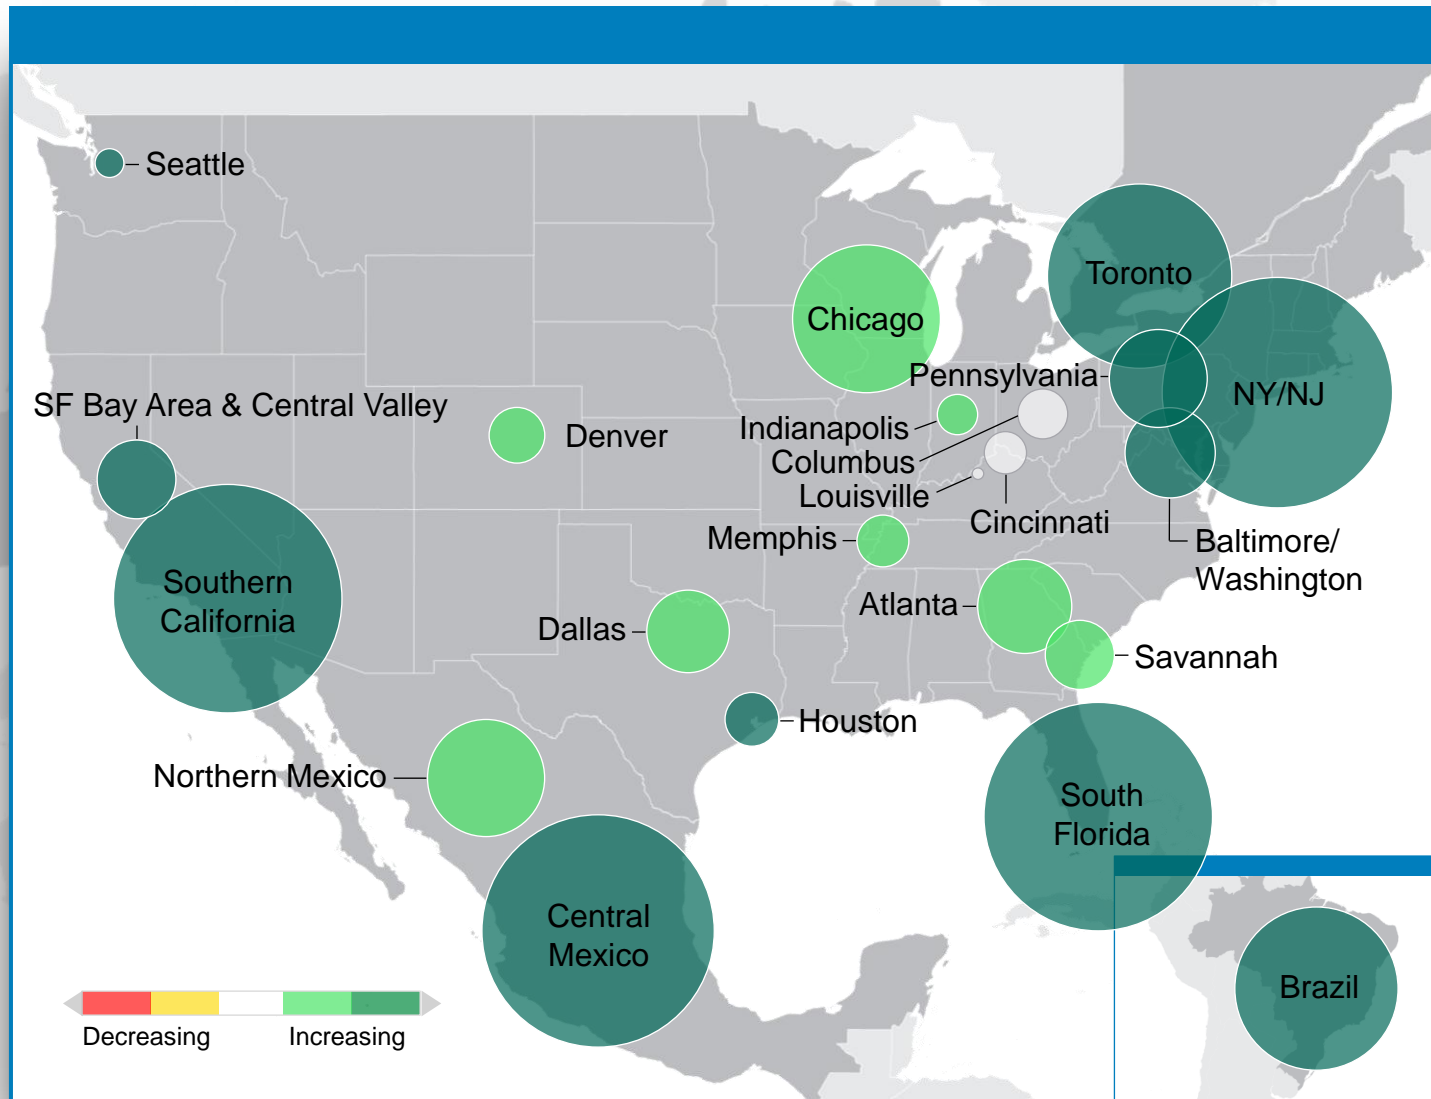 Seattle
Toronto
Chicago
Pennsylvania
NY/NJ
SF Bay Area & Central Valley
Denver
Indianapolis
Columbus
Louisville
Cincinnati
Memphis
Baltimore/
Washington
Southern
California
Atlanta
Dallas
Savannah
Houston
Northern Mexico
South
Florida
Central
Mexico
Brazil
Decreasing
Increasing